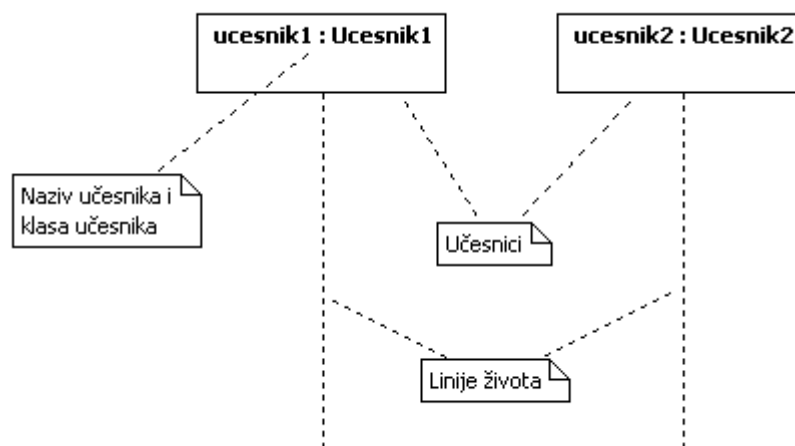 ucesnik1 : Ucesnik1
ucesnik2 : Ucesnik2
Naziv učesnika i
klasa učesnika
Učesnici
Linije života